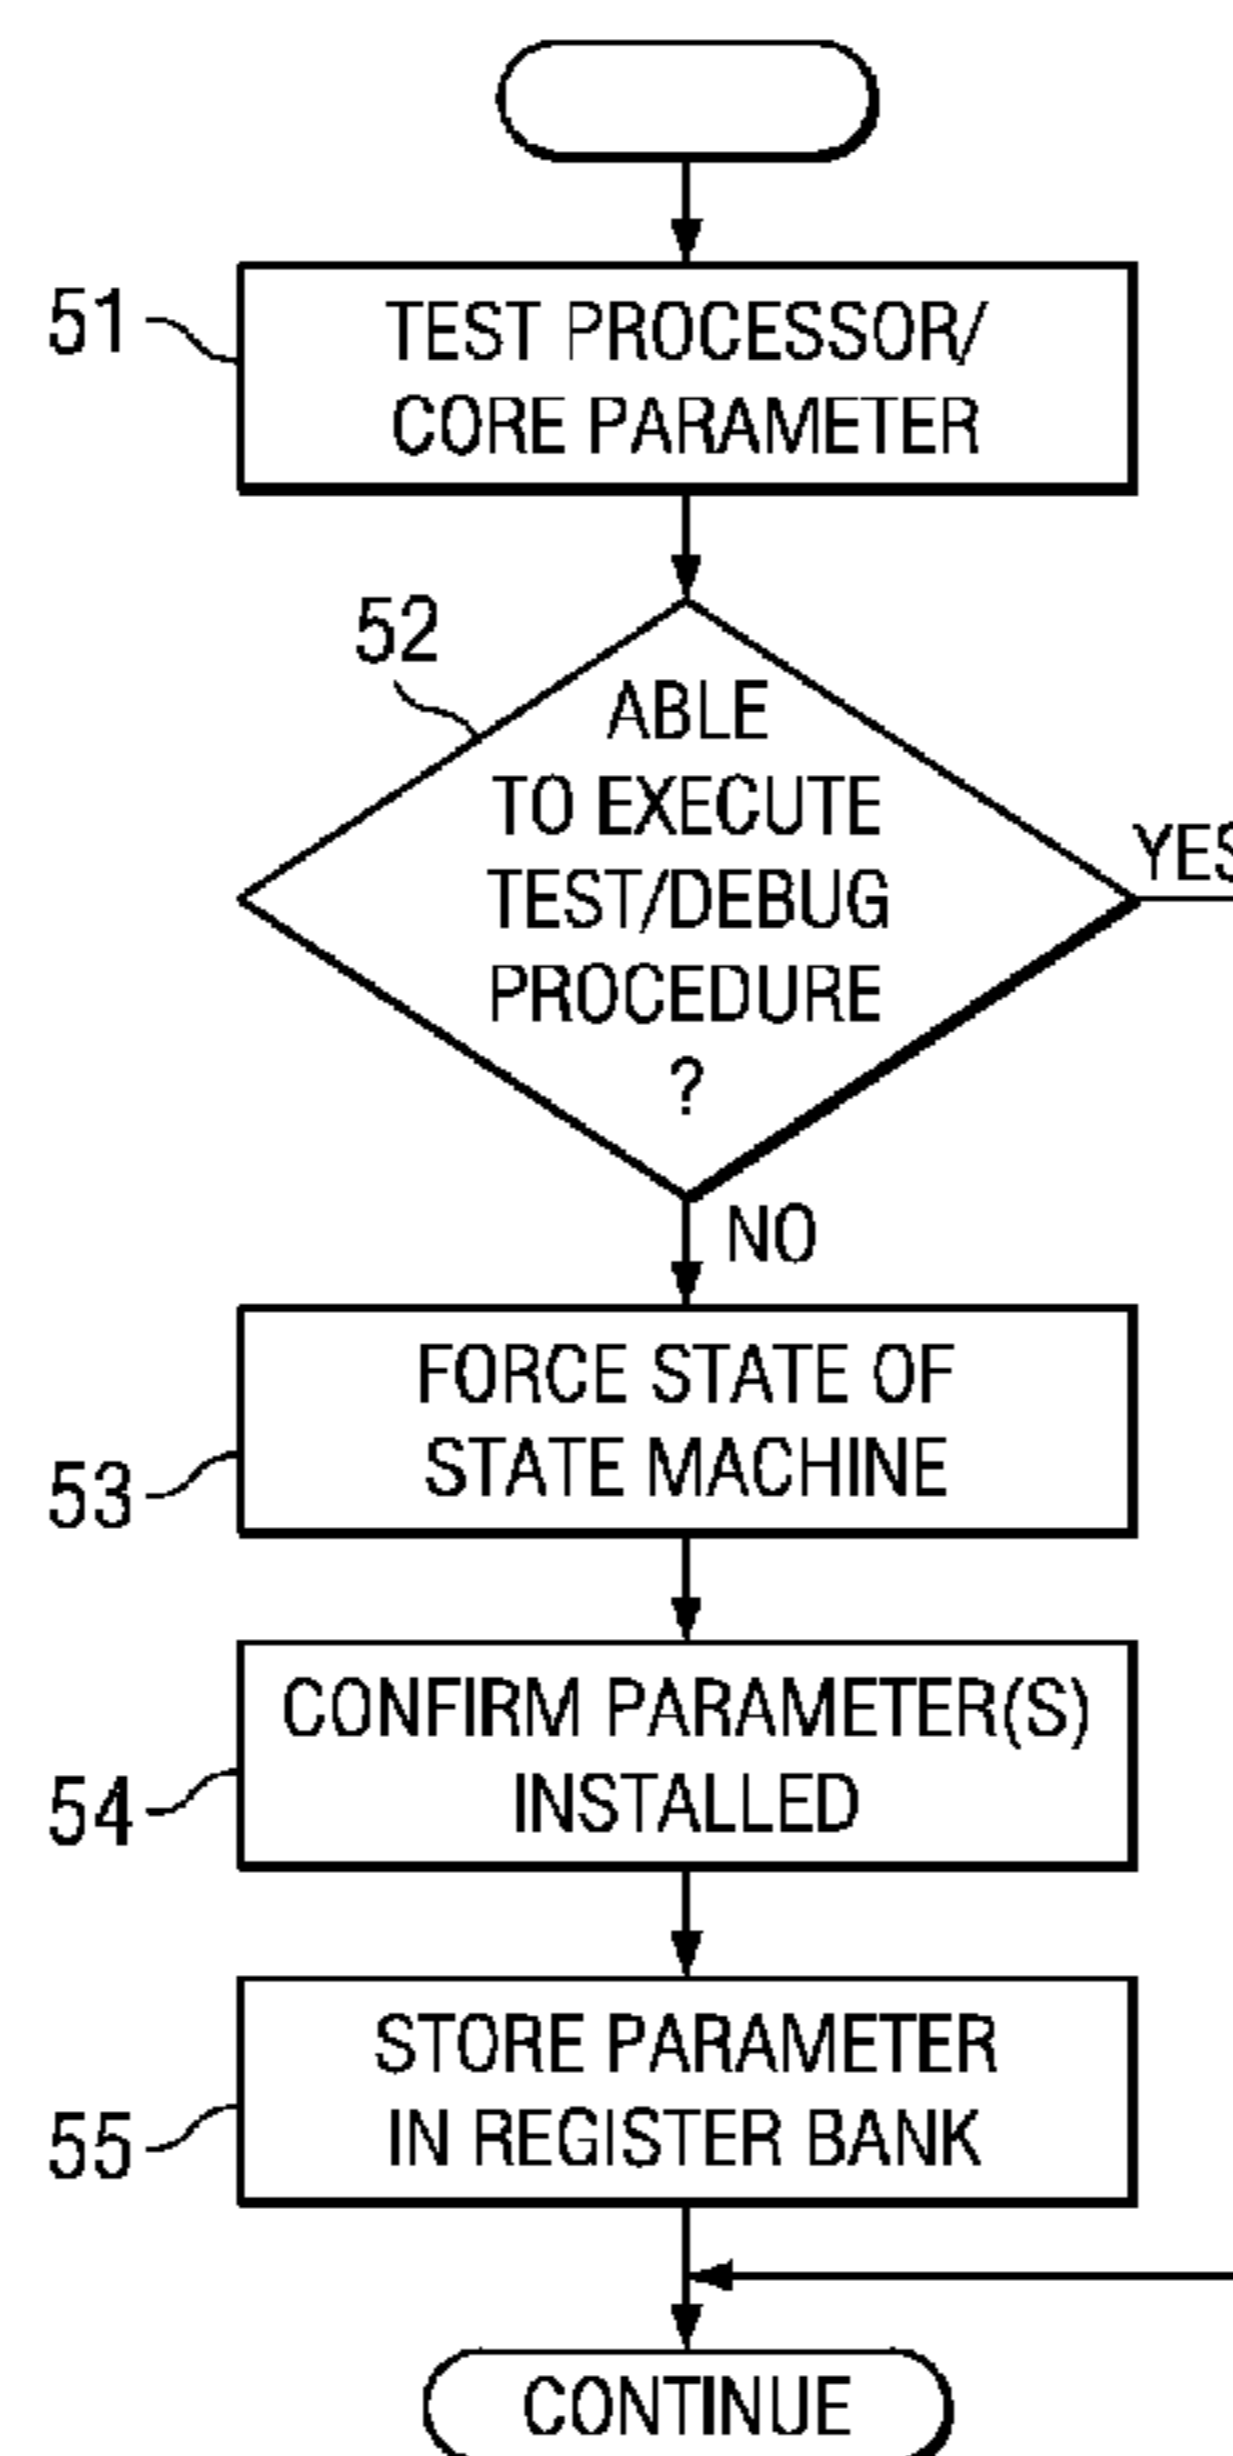 51
TEST PROCESSOR/
CORE PARAMETER
52
ABLE
TO EXECUTE
TEST/DEBUG
PROCEDURE
?
YES
NO
53
FORCE STATE OF
STATE MACHINE
54
CONFIRM PARAMETER(S)
INSTALLED
55
STORE PARAMETER
IN REGISTER BANK
CONTINUE